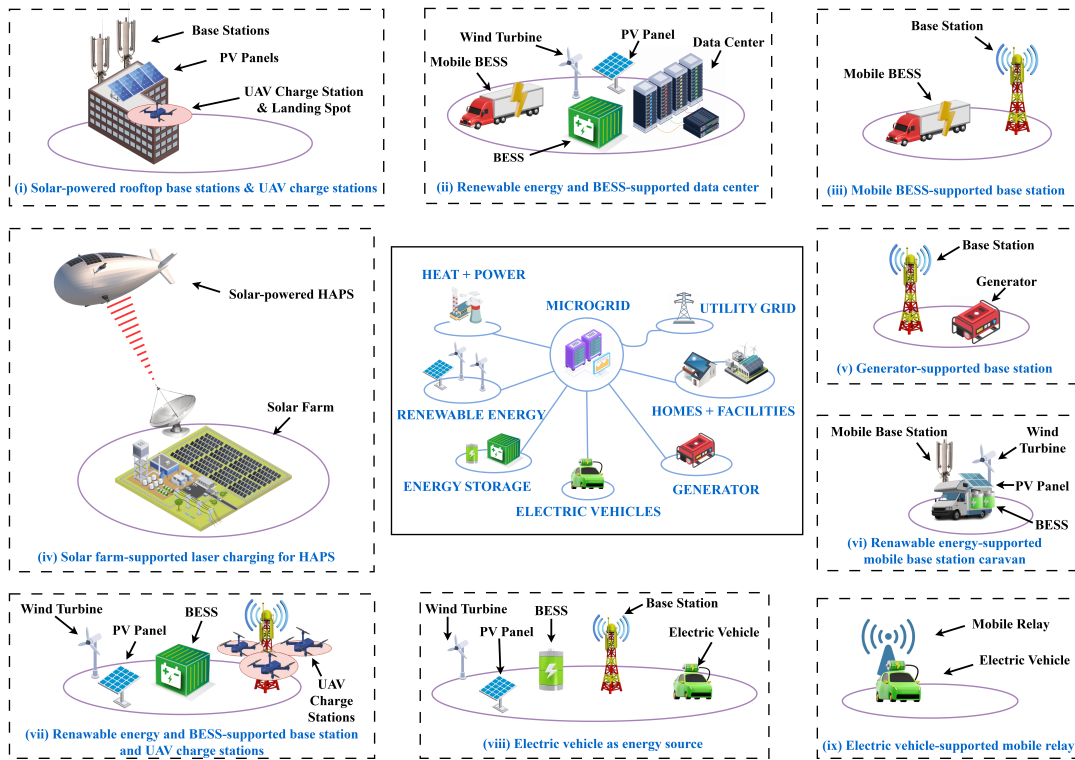 Base Stations
PV Panels
UAV Charge Station
& Landing Spot
(i) Solar-powered rooftop base stations & UAV charge stations
Wind Turbine
PV Panel
Data Center
Mobile BESS
BESS
(ii) Renewable energy and BESS-supported data center
Base Station
Mobile BESS
(iii) Mobile BESS-supported base station
Solar-powered HAPS
Solar Farm
(iv) Solar farm-supported laser charging for HAPS
HEAT + POWER
MICROGRID
UTILITY GRID
RENEWABLE ENERGY
HOMES + FACILITIES
ENERGY STORAGE
ELECTRIC VEHICLES
GENERATOR
Base Station
Generator
(v) Generator-supported base station
Mobile Base Station
Wind
Turbine
PV Panel
BESS
(vi) Renawable energy-supported
mobile base station caravan
Wind Turbine
BESS
PV Panel
UAV
Charge
Stations
(vii) Renawable energy and BESS-supported base station
and UAV charge stations
Wind Turbine
BESS
Base Station
PV Panel
Electric Vehicle
(viii) Electric vehicle as energy source
Mobile Relay
Electric Vehicle
(ix) Electric vehicle-supported mobile relay